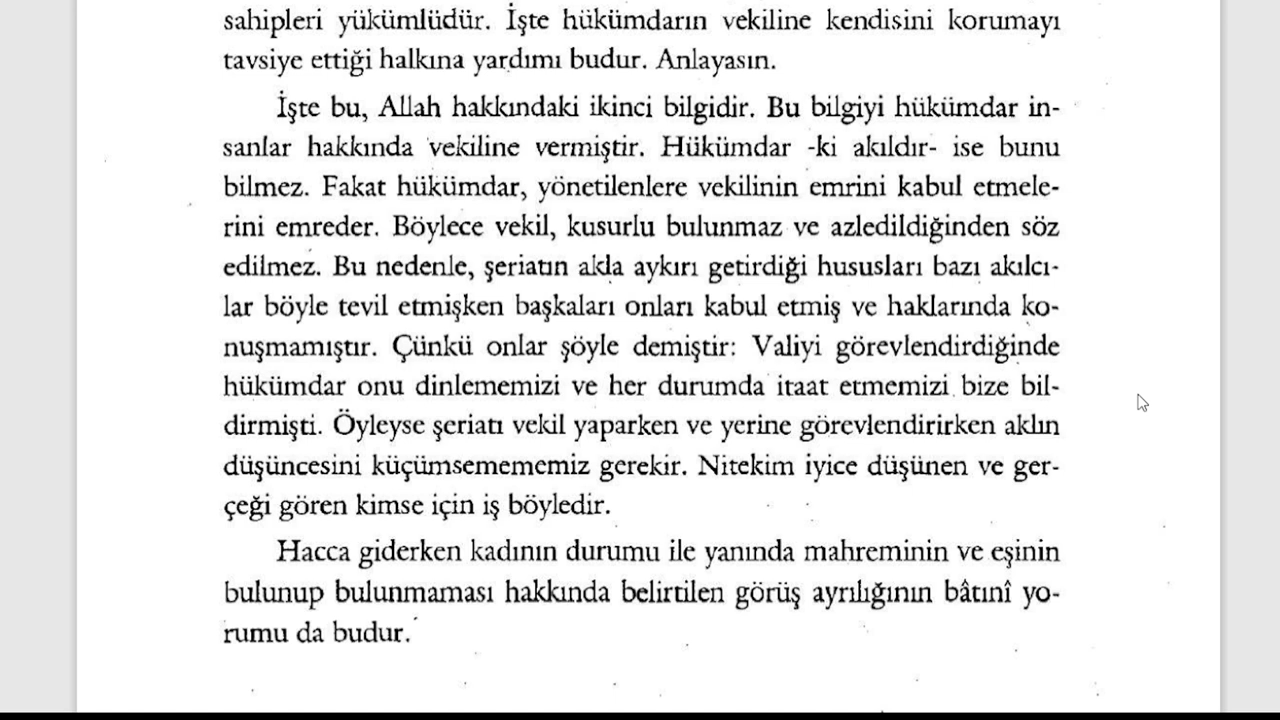 sahipleri yükümlüdür. İşte hükümdarın vekiline kendisini korumayı
tavsiye ettiği halkına yardımı budur. Anlayasın.
İşte bu, Allah hakkındaki ikinci bilgidir. Bu bilgiyi hükümdar in-
sanlar hakkında vekiline vermiştir. Hükümdar -ki akıldır- ise bunu
bilmez. Fakat hükümdar, yönetilenlere vekilinin emrini kabul etmele-
rini emreder. Böylece vekil, kusurlu bulunmaz ve azledildiğinden söz
edilmez. Bu nedenle, şeriatın akla aykırı getirdiği hususları bazı akılcı-
lar böyle tevil etmişken başkaları onları kabul etmiş ve haklarında ko-
nuşmamıştır. Çünkü onlar şöyle demiştir: Valiyi görevlendirdiğinde
hükümdar onu dinlememizi ve her durumda itaat etmemizi bize bil-
dirmişti. Öyleyse şeriatı vekil yaparken ve yerine görevlendirirken aklın
düşüncesini küçümsemememiz gerekir. Nitekim iyice düşünen ve ger-
çeği gören kimse için iş böyledir.
Hacca giderken kadının durumu ile yanında mahreminin ve eşinin
bulunup bulunmaması hakkında belirtilen görüş ayrılığının bâtınî yo-
rumu da budur.